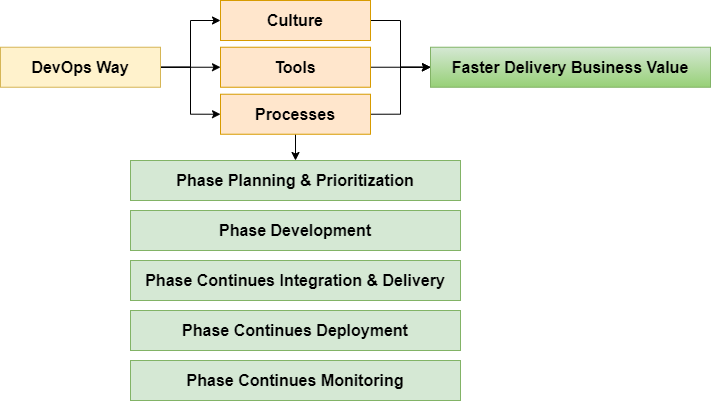 Culture
DevOps Way
Tools
Faster Delivery Business Value
Processes
Phase Planning & Prioritization
Phase Development
Phase Continues Integration & Delivery
Phase Continues Deployment
Phase Continues Monitoring